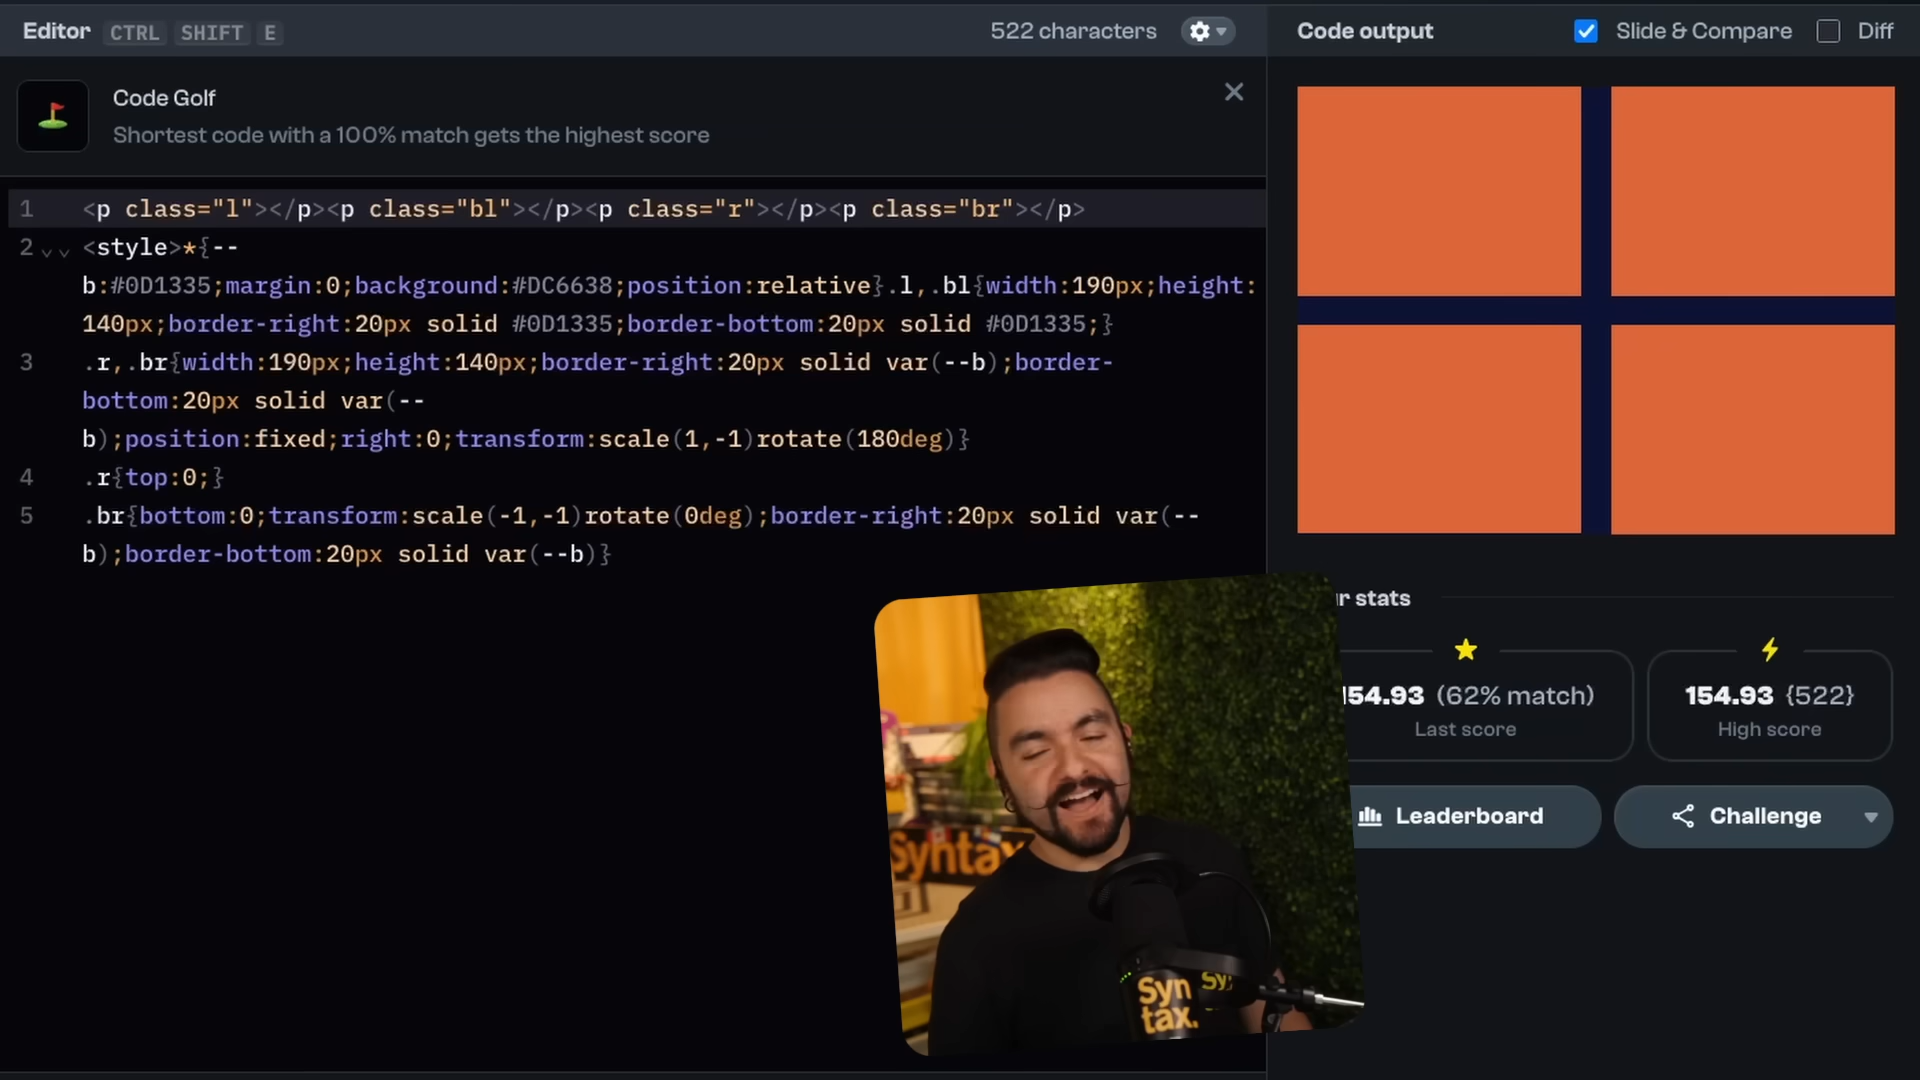 Editor CTRL SHIFT E 522 characters
Code output Slide & Compare Diff
Code Golf
Shortest code with a 100% match gets the highest score
1 <p class="l"></p><p class="bl"></p><p class="r"></p><p class="br"></p>
2 <style>*{--
b:#0D1335;margin:0;background:#DC6638;position:relative}.l,.bl{width:190px;height:
140px;border-right:20px solid #0D1335;border-bottom:20px solid #0D1335;}
3 .r,.br{width:190px;height:140px;border-right:20px solid var(--b);border-
bottom:20px solid var(--
b);position:fixed;right:0;transform:scale(1,-1)rotate(180deg)}
4 .r{top:0;}
5 .br{bottom:0;transform:scale(-1,-1)rotate(0deg);border-right:20px solid var(--
b);border-bottom:20px solid var(--b)}
r stats
154.93 (62% match)
Last score
154.93 {522}
High score
Leaderboard
Challenge
Syntax
Syn
tax.
Sy